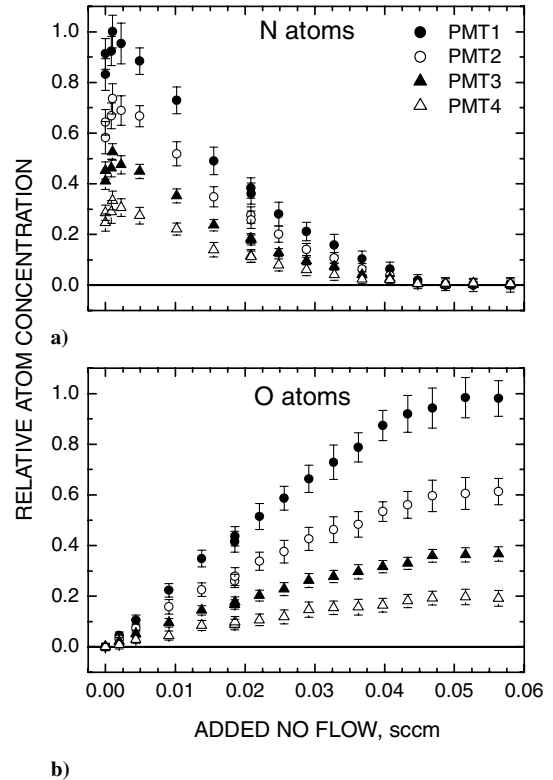 N atoms
PMT1
PMT2
PMT3
PMT4
1.0
0.8
0.6
0.4
0.2
0.0
a)
RELATIVE ATOM CONCENTRATION
O atoms
1.0
0.8
0.6
0.4
0.2
0.0
0.00 0.01 0.02 0.03 0.04 0.05 0.06
ADDED NO FLOW, sccm
b)